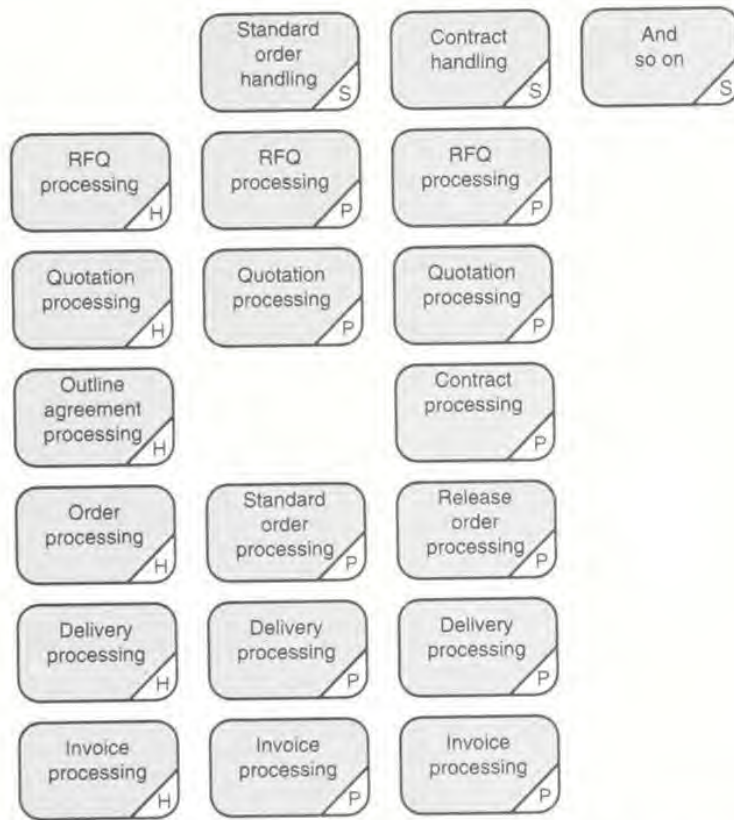 Standard
order
handling
S
Contract
handling
S
And
so on
S
RFQ
processing
H
RFQ
processing
P
RFQ
processing
P
Quotation
processing
H
Quotation
processing
P
Quotation
processing
P
Outline
agreement
processing
H
Contract
processing
P
Order
processing
H
Standard
order
processing
P
Release
order
processing
P
Delivery
processing
H
Delivery
processing
P
Delivery
processing
P
Invoice
processing
H
Invoice
processing
P
Invoice
processing
P